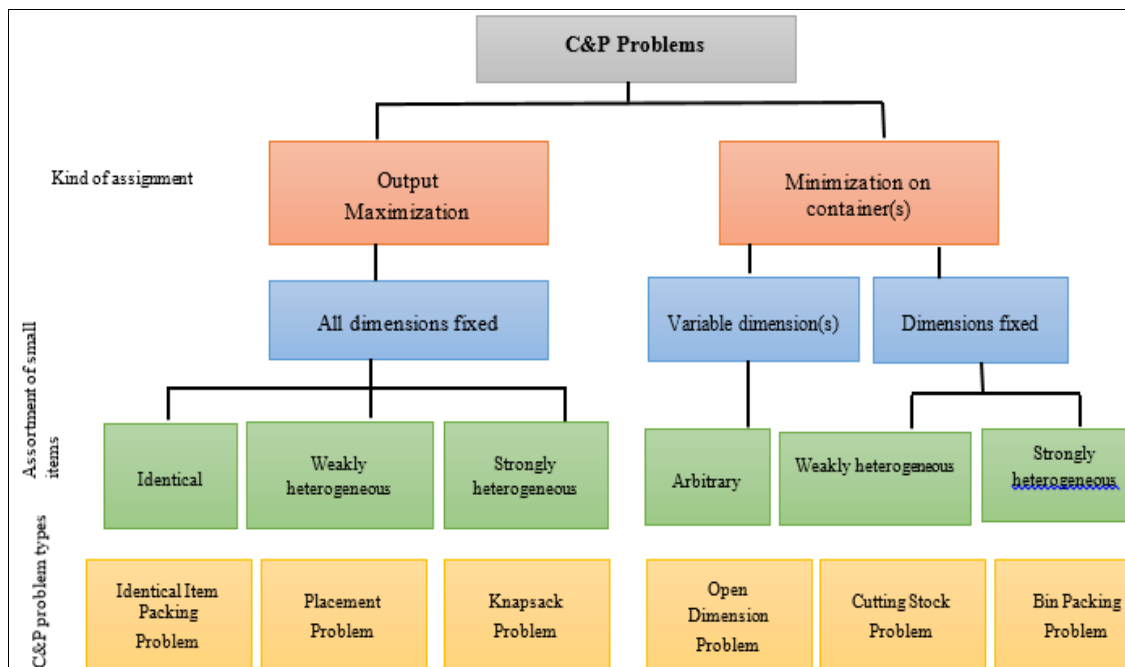 C&P Problems
Kind of assignment
Output
Maximization
Minimization on
container(s)
All dimensions fixed
Variable dimension(s)
Dimensions fixed
Assortment of small
items
Identical
Weakly
heterogeneous
Strongly
heterogeneous
Arbitrary
Weakly heterogeneous
Strongly
heterogeneous
C&P problem types
Identical Item
Packing
Problem
Placement
Problem
Knapsack
Problem
Open
Dimension
Problem
Cutting Stock
Problem
Bin Packing
Problem